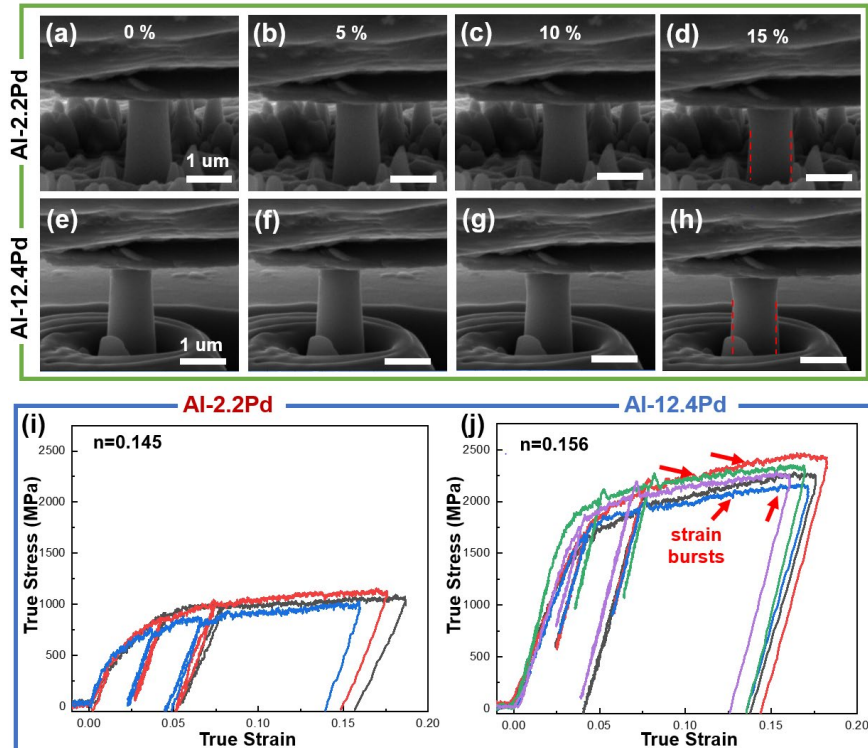 Al-2.2Pd
(a) 0 %
1 um
(b) 5 %
(c) 10 %
(d) 15 %
Al-12.4Pd
(e)
1 um
(f)
(g)
(h)
Al-2.2Pd
(i)
n=0.145
2500
2000
1500
1000
500
0
0.00 0.05 0.10 0.15 0.20
True Stress (MPa)
True Strain
Al-12.4Pd
(j)
n=0.156
strain
bursts
2500
2000
1500
1000
500
0
0.00 0.05 0.10 0.15 0.20
True Stress (MPa)
True Strain